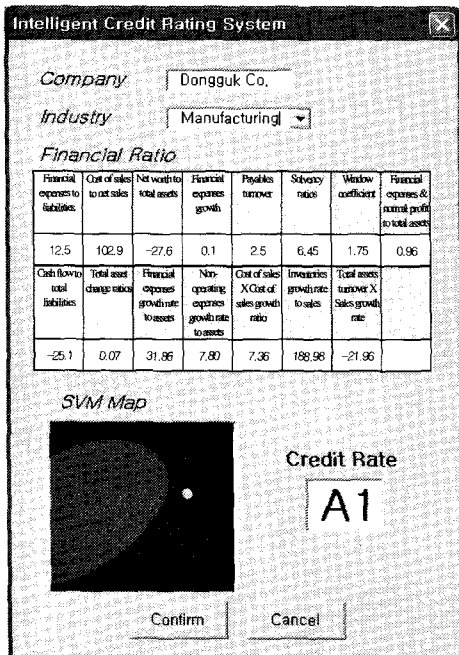 Intelligent Credit Rating System
Company Dongguk Co,
Industry Manufacturing
Financial Ratio
Financial expenses to liabilities Cost of sales to net sales Net worth to total assets Financial expenses growth Payables turnover Solvency ratios Window coefficient Financial expenses & normal profit to total assets
12.5 102.9 -27.6 0.1 2.5 6.45 1.75 0.96
Cash flow to total liabilities Total asset change ratios Financial expenses growth rate to assets Non-operating expenses growth rate to assets Cost of sales X Cost of sales growth ratio Inventories growth rate to sales Total assets turnover X Sales growth rate
-25.1 0.07 31.86 7.80 7.36 188.98 -21.96
SVM Map
Credit Rate
A1
Confirm Cancel